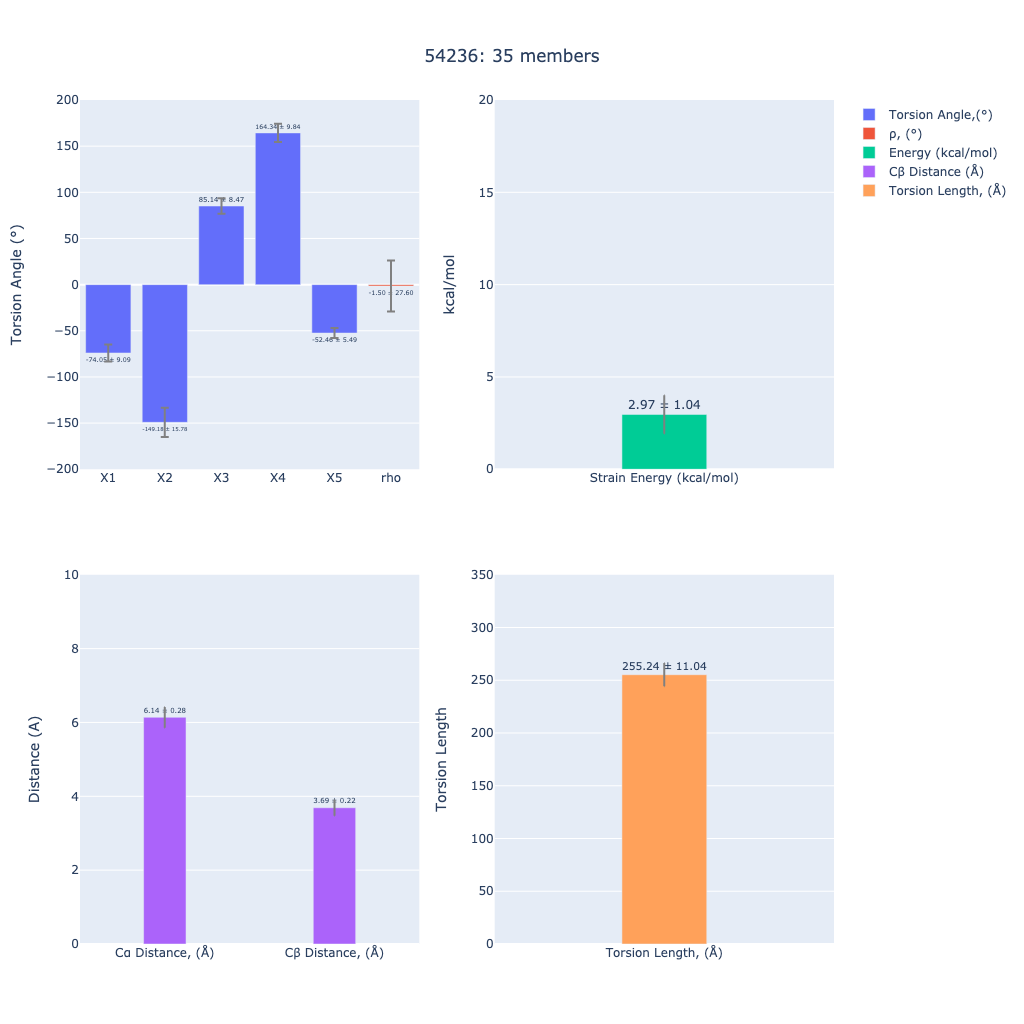 54236: 35 members
Torsion Angle (°)
200
150
100
50
0
−50
−100
−150
−200
-74.05 ± 9.09
-149.18 ± 15.78
85.14 ± 8.47
164.34 ± 9.84
-52.46 ± 5.49
-1.50 ± 27.60
X1 X2 X3 X4 X5 rho
kcal/mol
20
15
10
5
0
2.97 ± 1.04
Strain Energy (kcal/mol)
Torsion Angle,(°)
ρ, (°)
Energy (kcal/mol)
Cβ Distance (Å)
Torsion Length, (Å)
Distance (A)
10
8
6
4
2
0
6.14 ± 0.28
3.69 ± 0.22
Cα Distance, (Å) Cβ Distance, (Å)
Torsion Length
350
300
250
200
150
100
50
0
255.24 ± 11.04
Torsion Length, (Å)